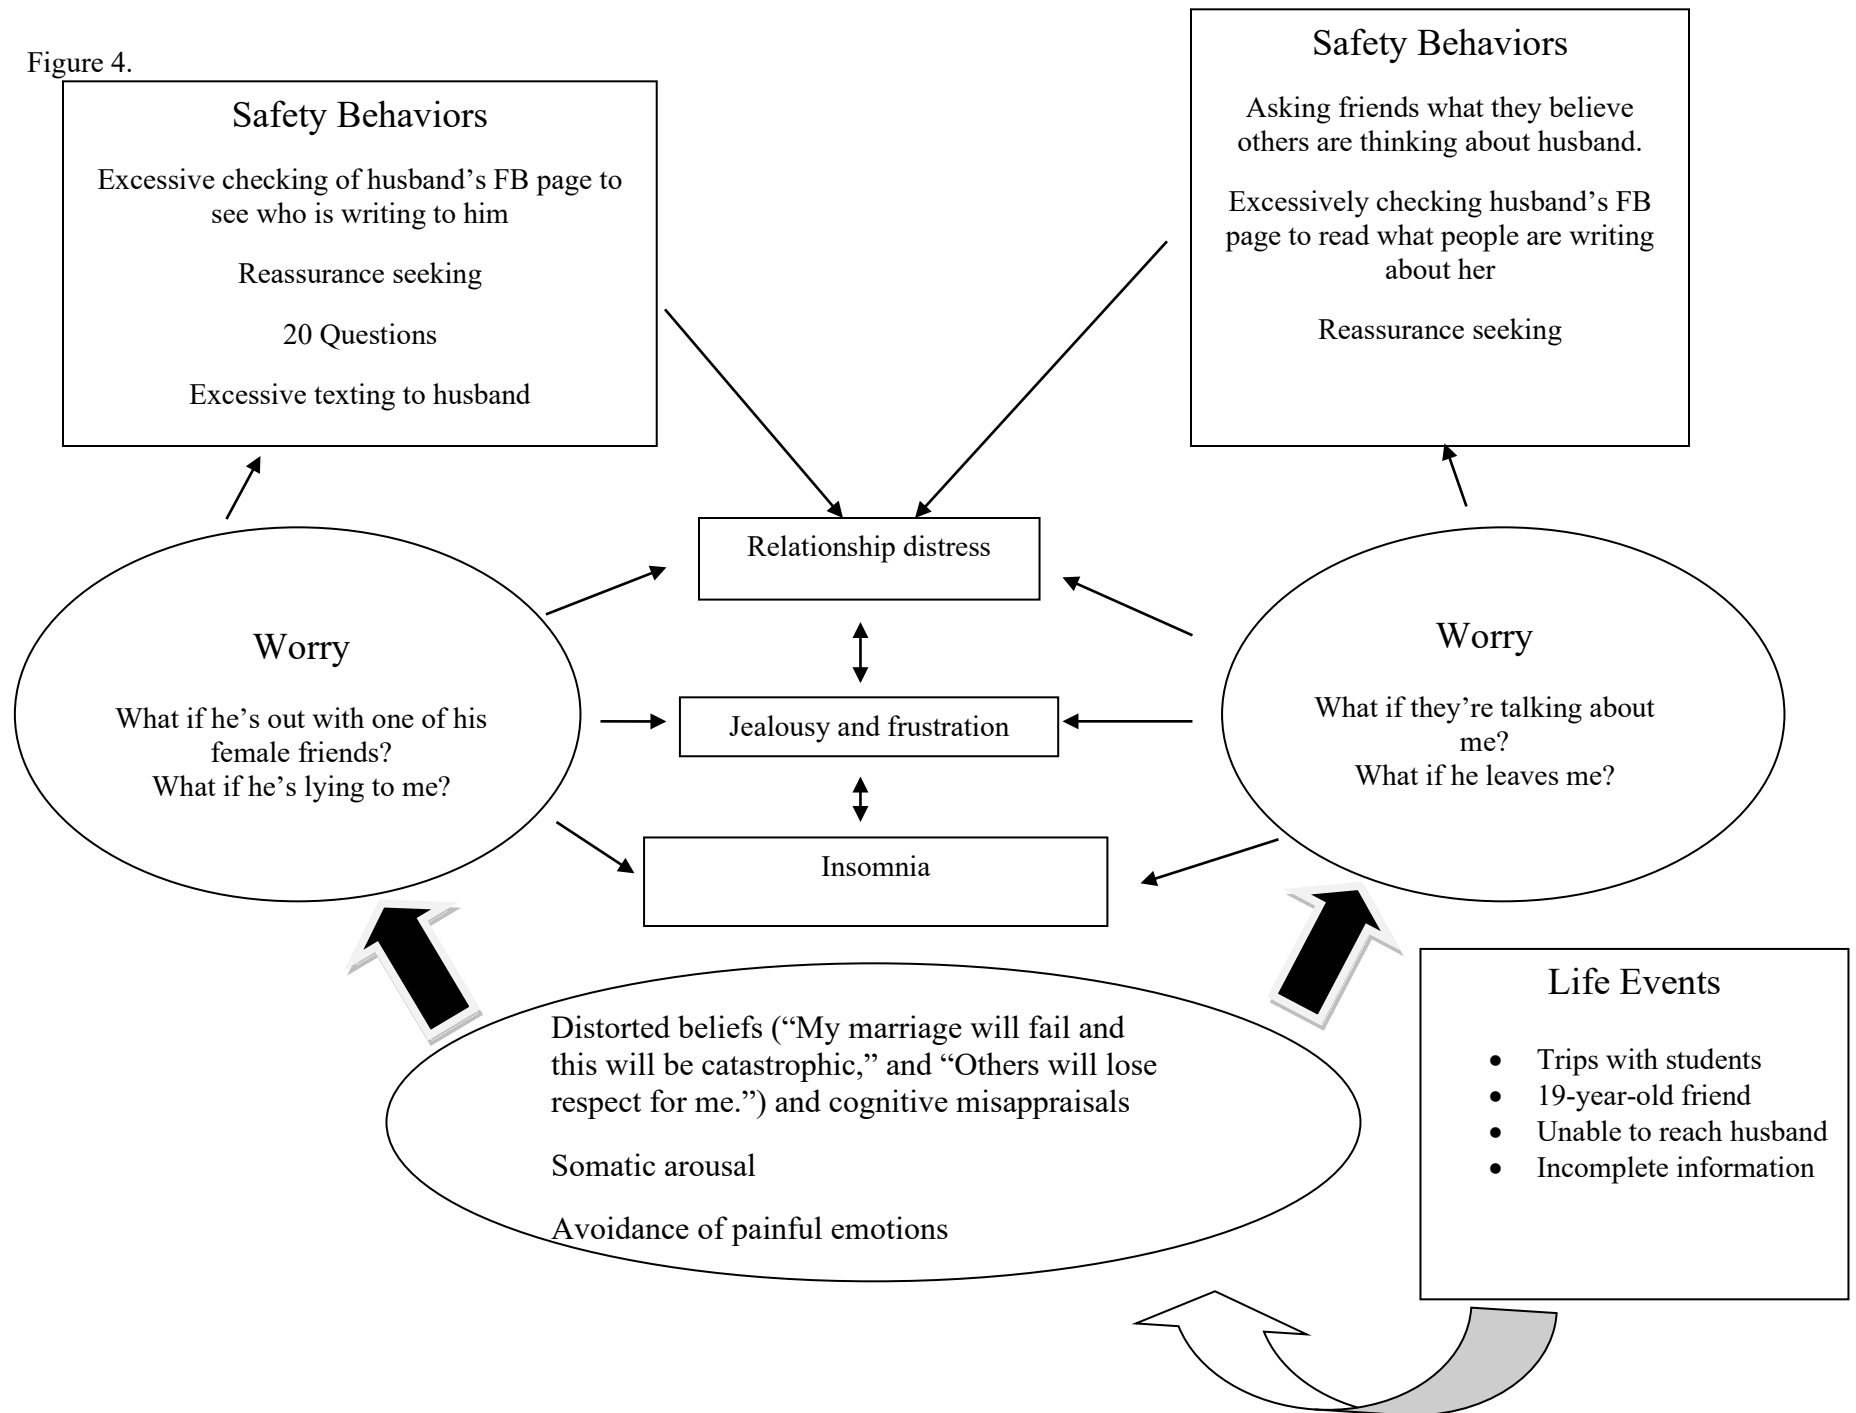 Figure 4.
Safety Behaviors
Excessive checking of husband’s FB page to
see who is writing to him
Reassurance seeking
20 Questions
Excessive texting to husband
Safety Behaviors
Asking friends what they believe
others are thinking about husband.
Excessively checking husband’s FB
page to read what people are writing
about her
Reassurance seeking
Relationship distress
Worry
What if he’s out with one of his
female friends?
What if he’s lying to me?
Jealousy and frustration
Worry
What if they’re talking about
me?
What if he leaves me?
Insomnia
Distorted beliefs (“My marriage will fail and
this will be catastrophic,” and “Others will lose
respect for me.”) and cognitive misappraisals
Somatic arousal
Avoidance of painful emotions
Life Events
• Trips with students
• 19-year-old friend
• Unable to reach husband
• Incomplete information